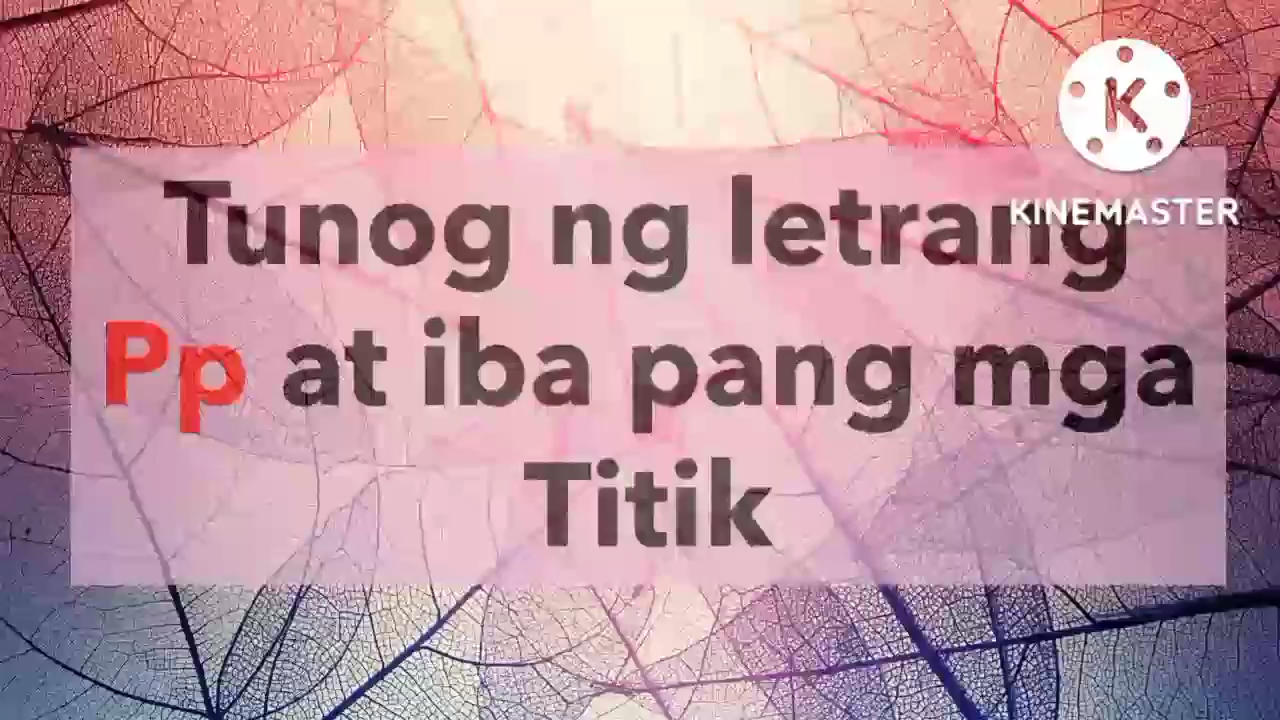 K
KINEMASTER
Tunog ng letrang
Pp at iba pang mga
Titik